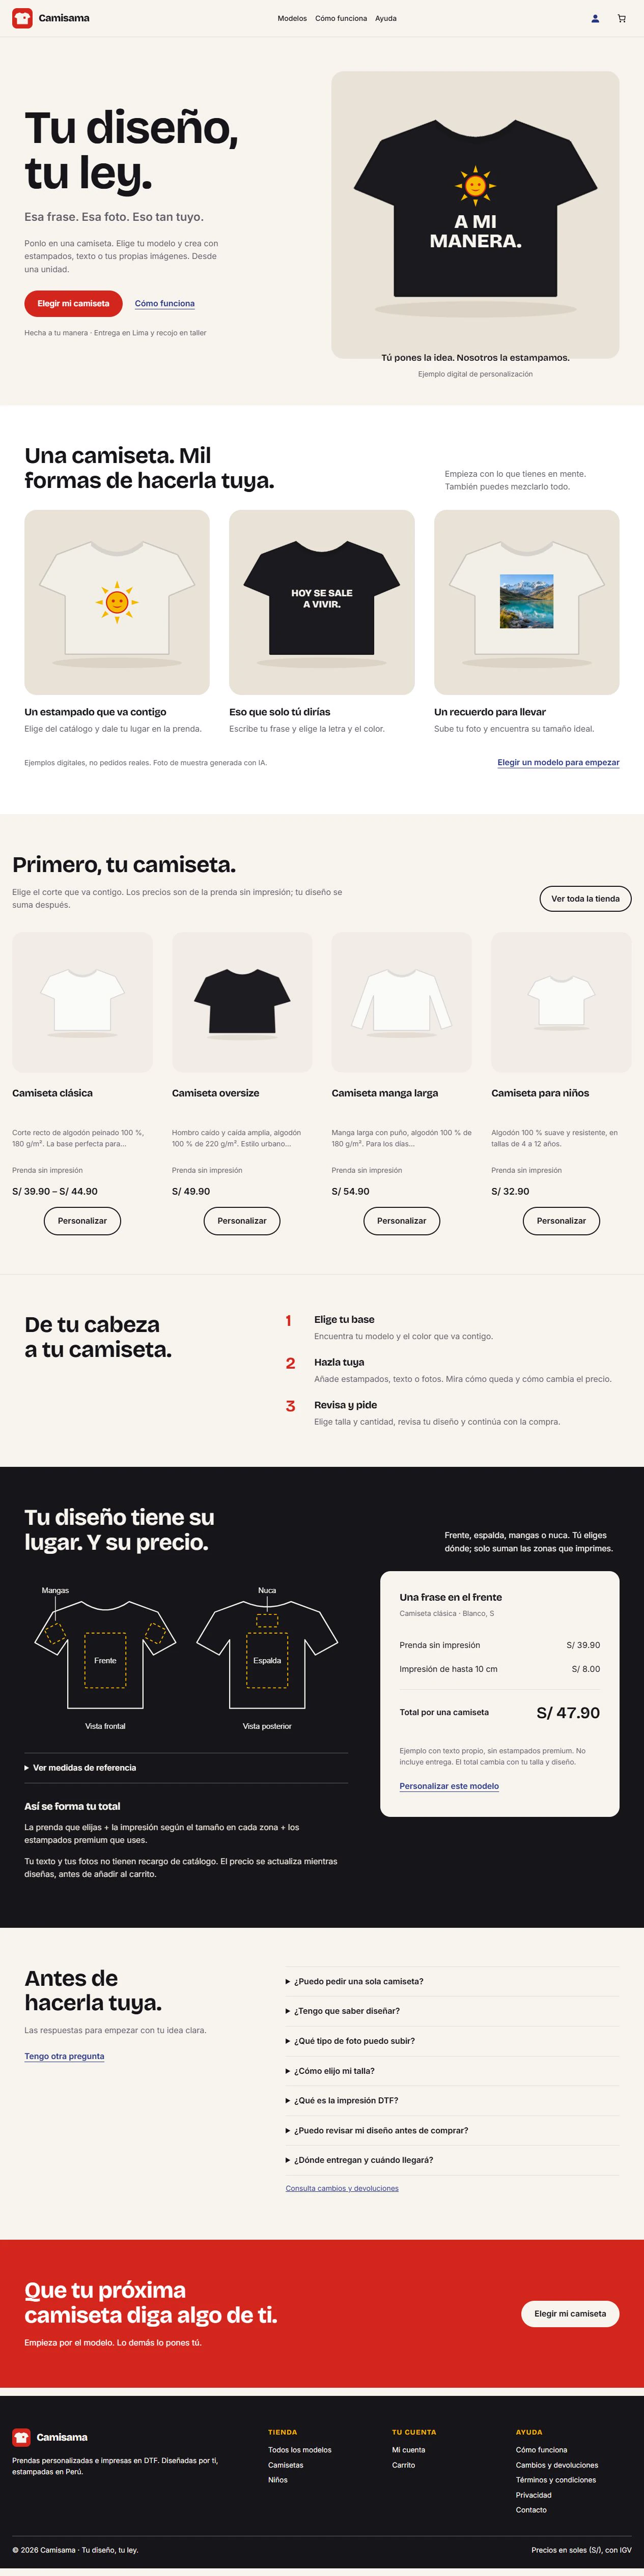 Camisama
Modelos Cómo funciona Ayuda
Tu diseño,
tu ley.
Esa frase. Esa foto. Eso tan tuyo.
Ponlo en una camiseta. Elige tu modelo y crea con
estampados, texto o tus propias imágenes. Desde
una unidad.
Elegir mi camiseta
Cómo funciona
Hecha a tu manera · Entrega en Lima y recojo en taller
A MI
MANERA.
Tú pones la idea. Nosotros la estampamos.
Ejemplo digital de personalización
Una camiseta. Mil
formas de hacerla tuya.
Empieza con lo que tienes en mente.
También puedes mezclarlo todo.
HOY SE SALE
A VIVIR.
Un estampado que va contigo
Elige del catálogo y dale tu lugar en la prenda.
Eso que solo tú dirías
Escribe tu frase y elige la letra y el color.
Un recuerdo para llevar
Sube tu foto y encuentra su tamaño ideal.
Ejemplos digitales, no pedidos reales. Foto de muestra generada con IA.
Elegir un modelo para empezar
Primero, tu camiseta.
Elige el corte que va contigo. Los precios son de la prenda sin impresión; tu diseño se
suma después.
Ver toda la tienda
Camiseta clásica
Corte recto de algodón peinado 100 %,
180 g/m². La base perfecta para...
Prenda sin impresión
S/ 39.90 – S/ 44.90
Personalizar
Camiseta oversize
Hombro caído y caída amplia, algodón
100 % de 220 g/m². Estilo urbano...
Prenda sin impresión
S/ 49.90
Personalizar
Camiseta manga larga
Manga larga con puño, algodón 100 % de
180 g/m². Para los días...
Prenda sin impresión
S/ 54.90
Personalizar
Camiseta para niños
Algodón 100 % suave y resistente, en
tallas de 4 a 12 años.
Prenda sin impresión
S/ 32.90
Personalizar
De tu cabeza
a tu camiseta.
1
Elige tu base
Encuentra tu modelo y el color que va contigo.
2
Hazla tuya
Añade estampados, texto o fotos. Mira cómo queda y cómo cambia el precio.
3
Revisa y pide
Elige talla y cantidad, revisa tu diseño y continúa con la compra.
Tu diseño tiene su
lugar. Y su precio.
Frente, espalda, mangas o nuca. Tú eliges
dónde; solo suman las zonas que imprimes.
Mangas
Frente
Vista frontal
Nuca
Espalda
Vista posterior
Ver medidas de referencia
Así se forma tu total
La prenda que elijas + la impresión según el tamaño en cada zona + los
estampados premium que uses.
Tu texto y tus fotos no tienen recargo de catálogo. El precio se actualiza mientras
diseñas, antes de añadir al carrito.
Una frase en el frente
Camiseta clásica · Blanco, S
Prenda sin impresión S/ 39.90
Impresión de hasta 10 cm S/ 8.00
Total por una camiseta S/ 47.90
Ejemplo con texto propio, sin estampados premium. No
incluye entrega. El total cambia con tu talla y diseño.
Personalizar este modelo
Antes de
hacerla tuya.
Las respuestas para empezar con tu idea clara.
Tengo otra pregunta
¿Puedo pedir una sola camiseta?
¿Tengo que saber diseñar?
¿Qué tipo de foto puedo subir?
¿Cómo elijo mi talla?
¿Qué es la impresión DTF?
¿Puedo revisar mi diseño antes de comprar?
¿Dónde entregan y cuándo llegará?
Consulta cambios y devoluciones
Que tu próxima
camiseta diga algo de ti.
Empieza por el modelo. Lo demás lo pones tú.
Elegir mi camiseta
Camisama
Prendas personalizadas e impresas en DTF. Diseñadas por ti,
estampadas en Perú.
TIENDA
Todos los modelos
Camisetas
Niños
TU CUENTA
Mi cuenta
Carrito
AYUDA
Cómo funciona
Cambios y devoluciones
Términos y condiciones
Privacidad
Contacto
© 2026 Camisama · Tu diseño, tu ley.
Precios en soles (S/), con IGV